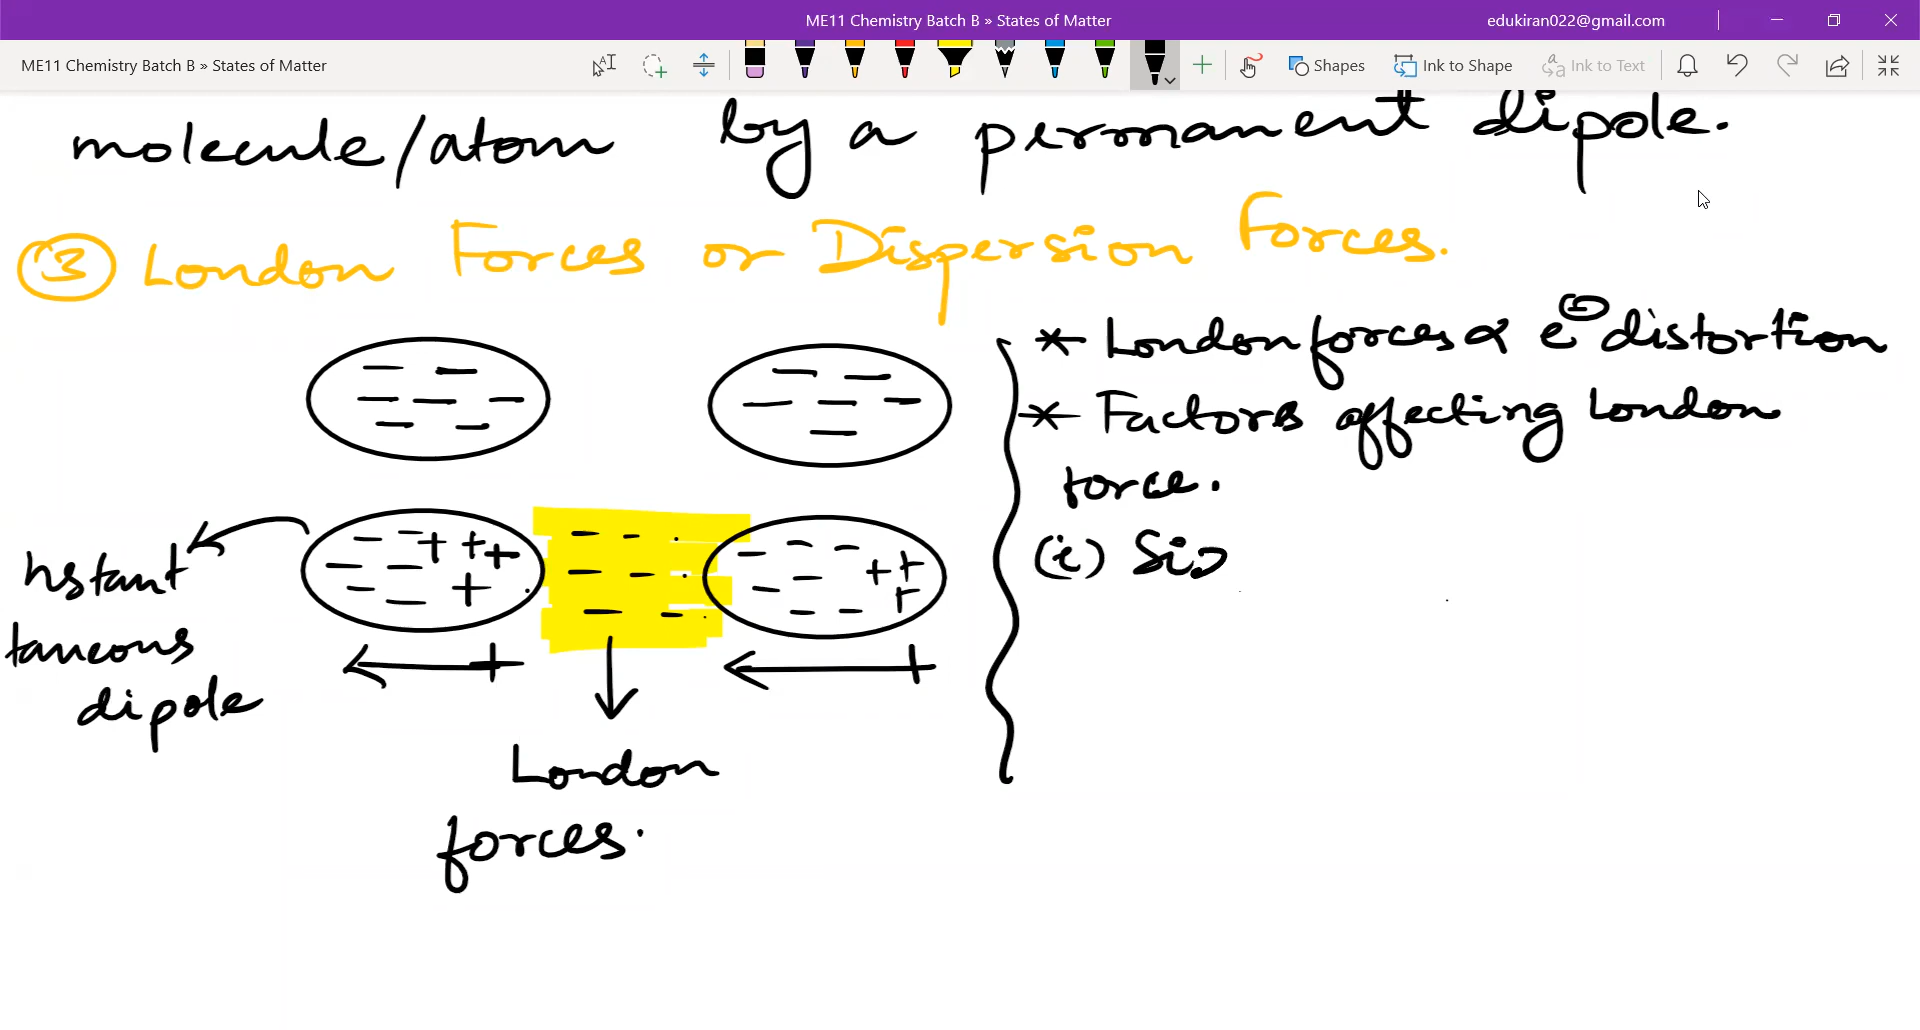 ME11 Chemistry Batch B » States of Matter
edukiran022@gmail.com
ME11 Chemistry Batch B » States of Matter
Shapes
Ink to Shape
Ink to Text
molecule/atom by a permanent dipole.
③ London Forces or Dispersion Forces.
* London forces ∝ e⊖ distortion
* Factors affecting London
force.
(i)
Instant
taneous
dipole
London
forces.